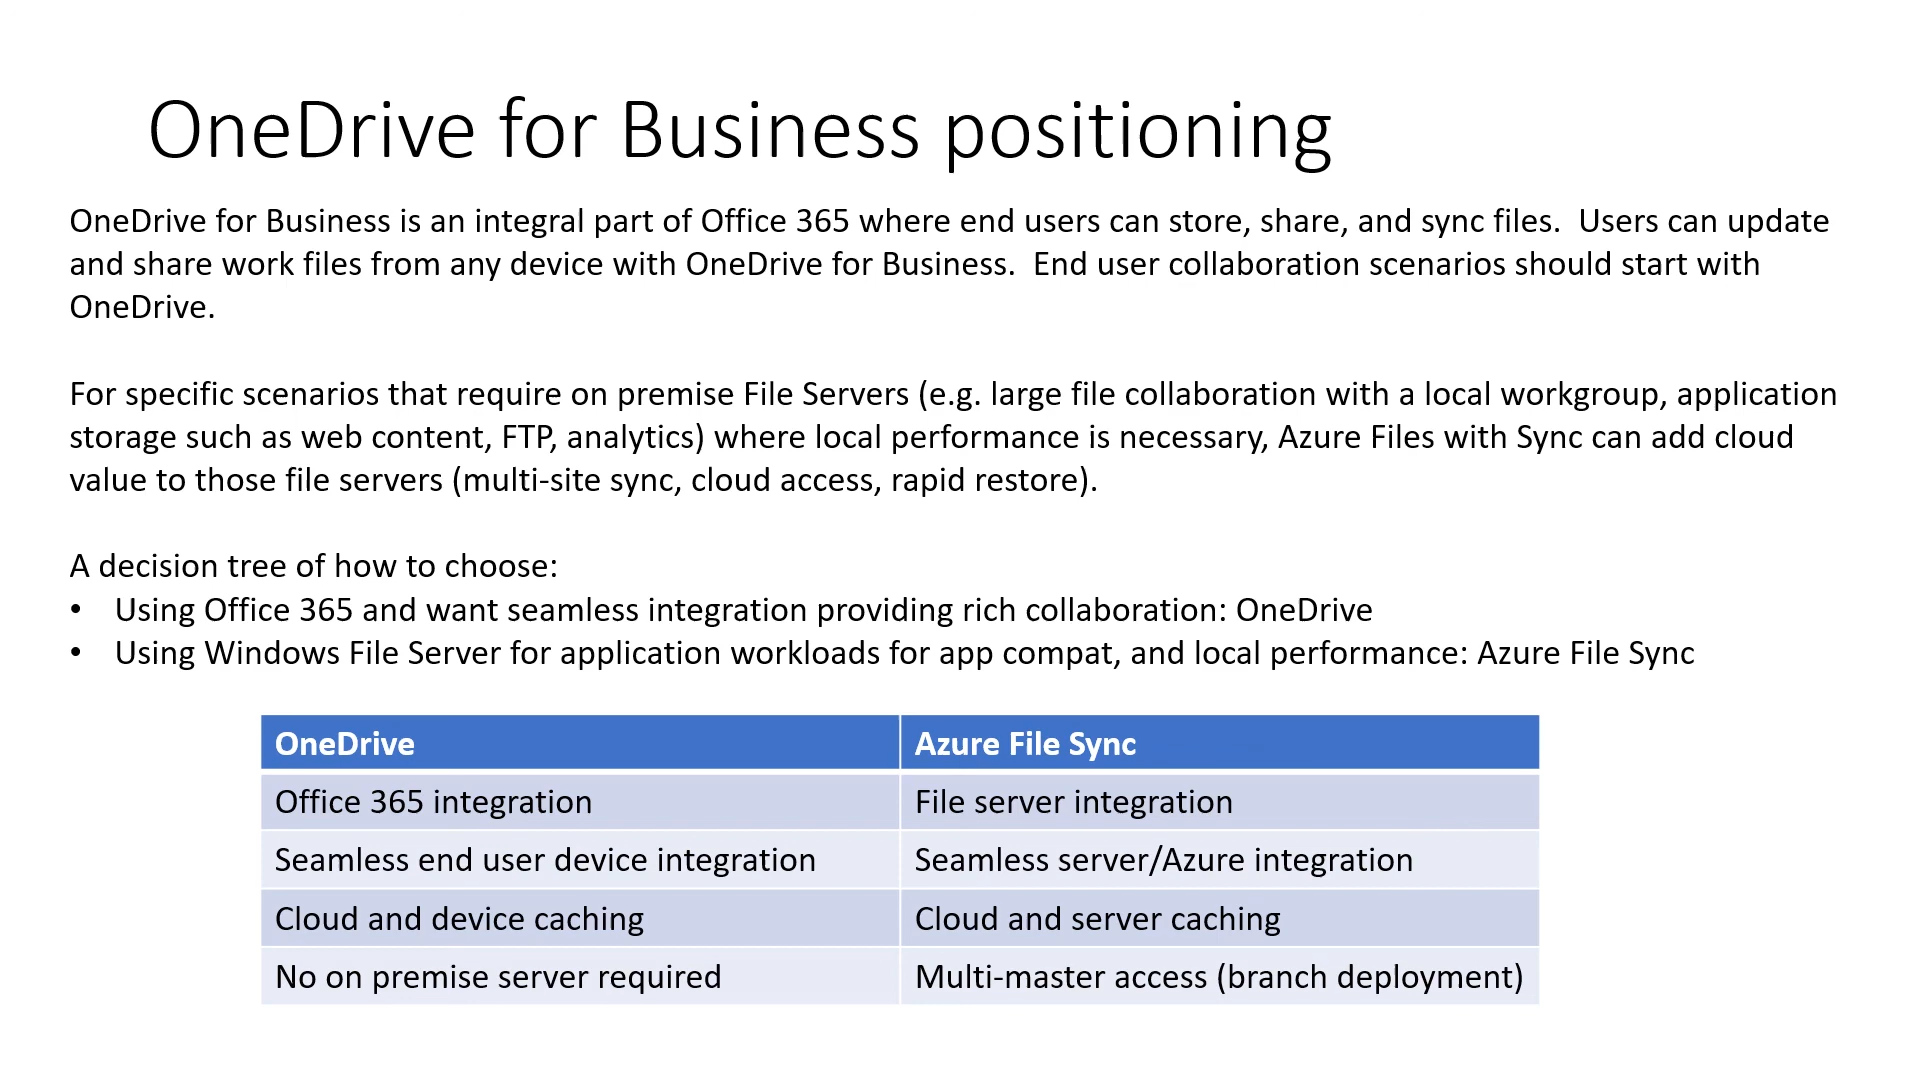 OneDrive for Business positioning
OneDrive for Business is an integral part of Office 365 where end users can store, share, and sync files.  Users can update
and share work files from any device with OneDrive for Business.  End user collaboration scenarios should start with
OneDrive.
For specific scenarios that require on premise File Servers (e.g. large file collaboration with a local workgroup, application
storage such as web content, FTP, analytics) where local performance is necessary, Azure Files with Sync can add cloud
value to those file servers (multi-site sync, cloud access, rapid restore).
A decision tree of how to choose:
• Using Office 365 and want seamless integration providing rich collaboration: OneDrive
• Using Windows File Server for application workloads for app compat, and local performance: Azure File Sync
OneDrive Azure File Sync
Office 365 integration File server integration
Seamless end user device integration Seamless server/Azure integration
Cloud and device caching Cloud and server caching
No on premise server required Multi-master access (branch deployment)